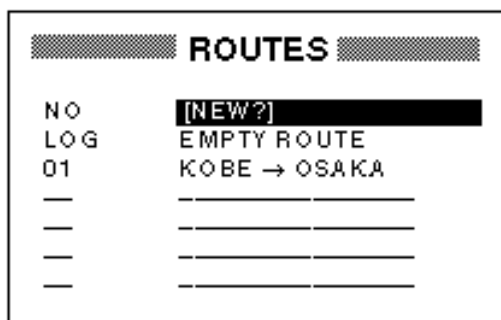 ROUTES
NO [NEW?]
LOG EMPTY ROUTE
01 KOBE → OSAKA